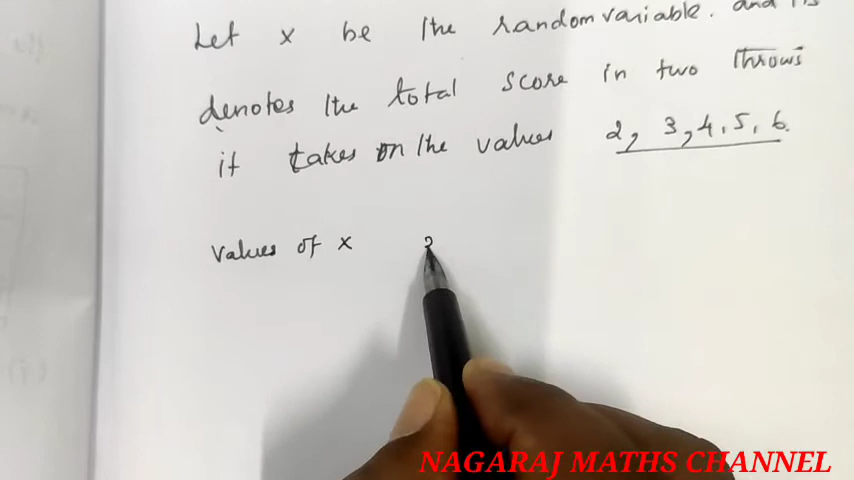 Let x be the random variable. and its
denotes the total score in two throws
it takes on the values 2, 3, 4, 5, 6.
values of x 2
NAGARAJ MATHS CHANNEL